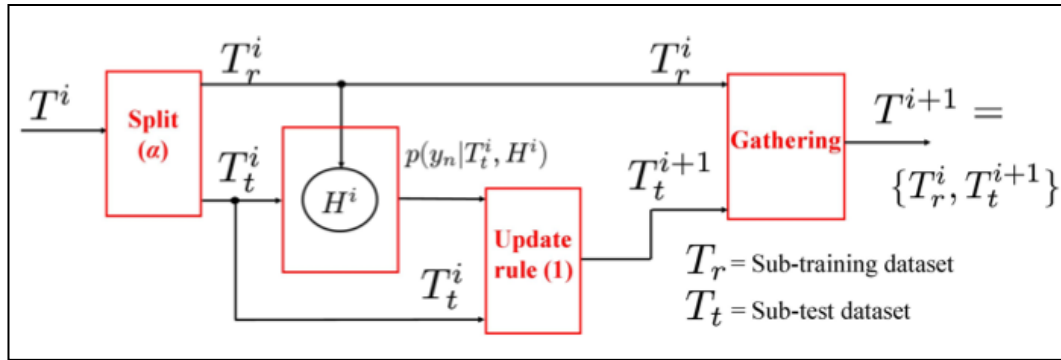 T^i
Split
(α)
T_r^i
T_t^i
H^i
p(y_n|T_t^i, H^i)
T_t^i
Update
rule (1)
T_r^i
T_t^{i+1}
Gathering
T^{i+1} =
{T_r^i, T_t^{i+1}}
T_r = Sub-training dataset
T_t = Sub-test dataset